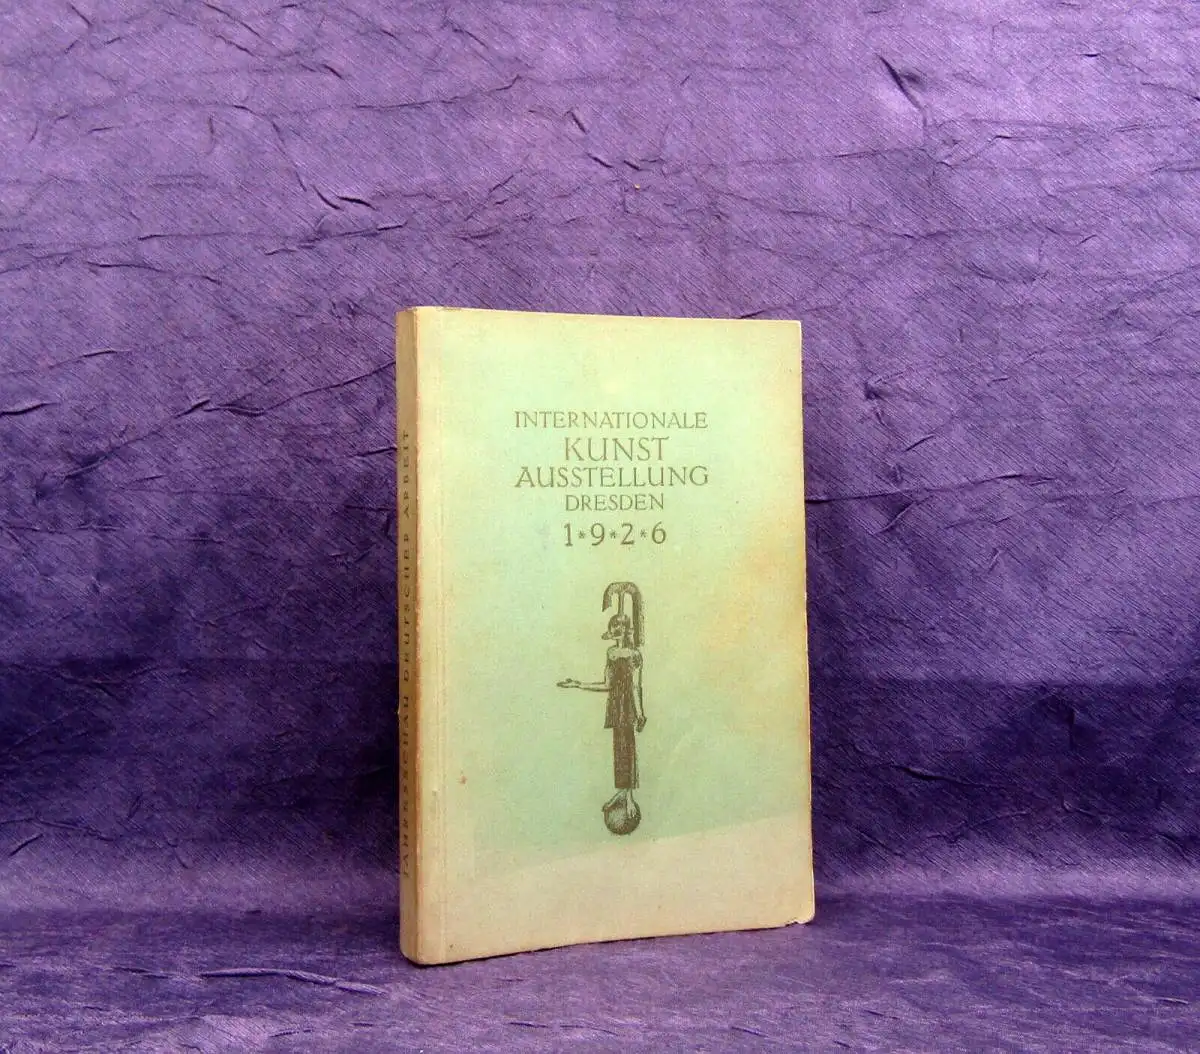 INTERNATIONALE
KUNST
AUSSTELLUNG
DRESDEN
1*9*2*6
JAHRESSCHAU DEUTSCHER ARBEIT